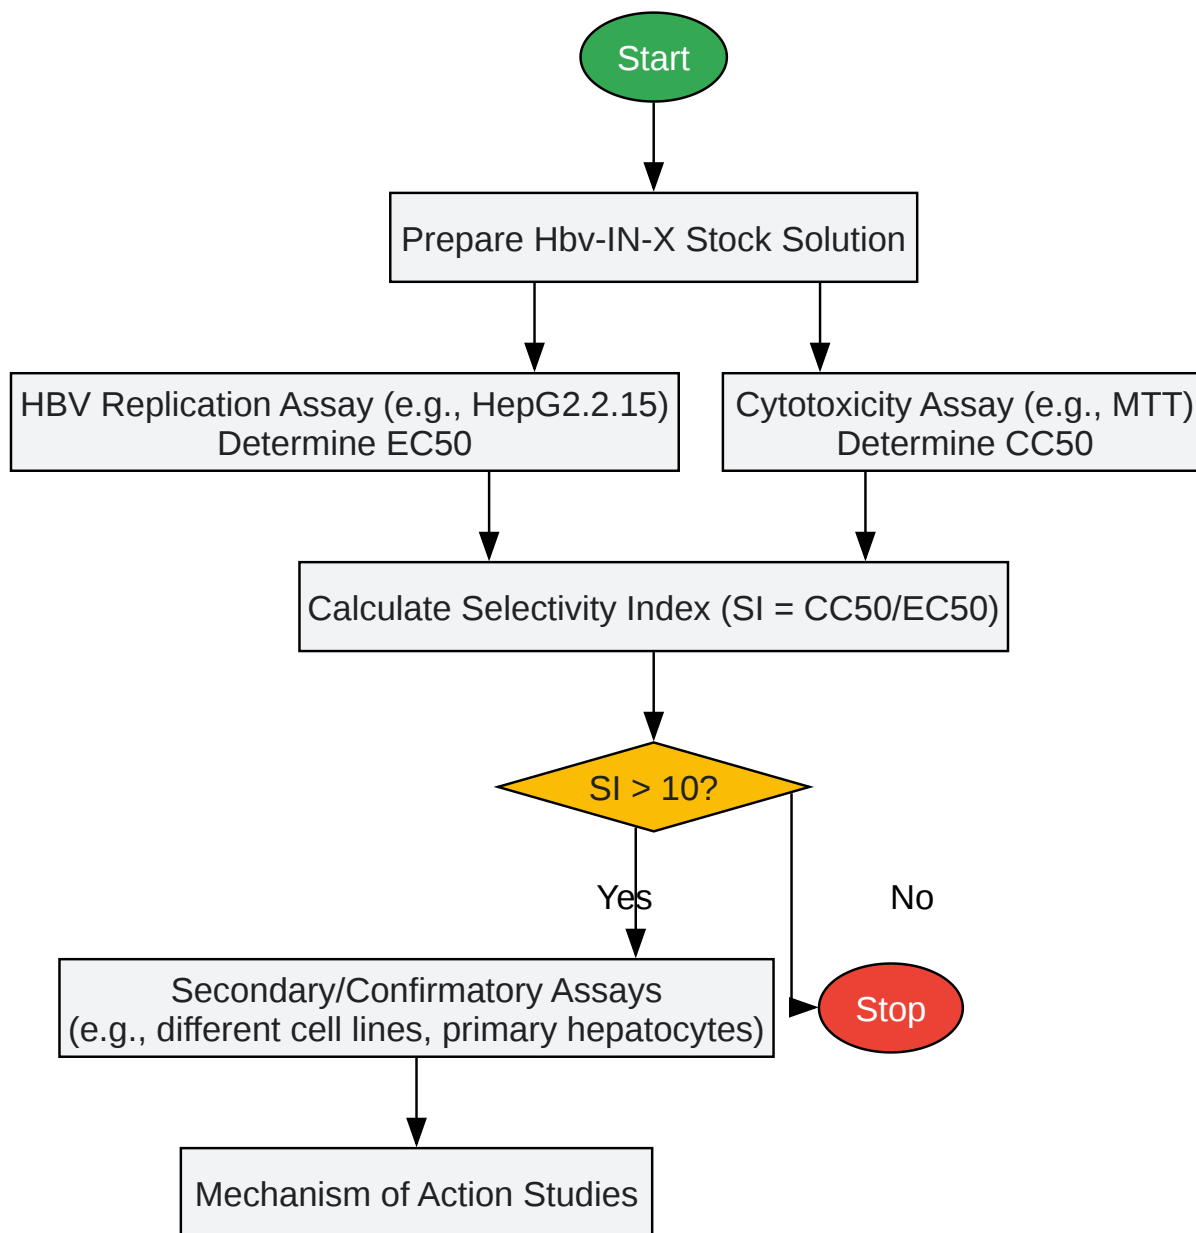 Start
Prepare Hbv-IN-X Stock Solution
HBV Replication Assay (e.g., HepG2.2.15)
Determine EC50
Cytotoxicity Assay (e.g., MTT)
Determine CC50
Calculate Selectivity Index (SI = CC50/EC50)
SI > 10?
Yes
No
Secondary/Confirmatory Assays
(e.g., different cell lines, primary hepatocytes)
Stop
Mechanism of Action Studies